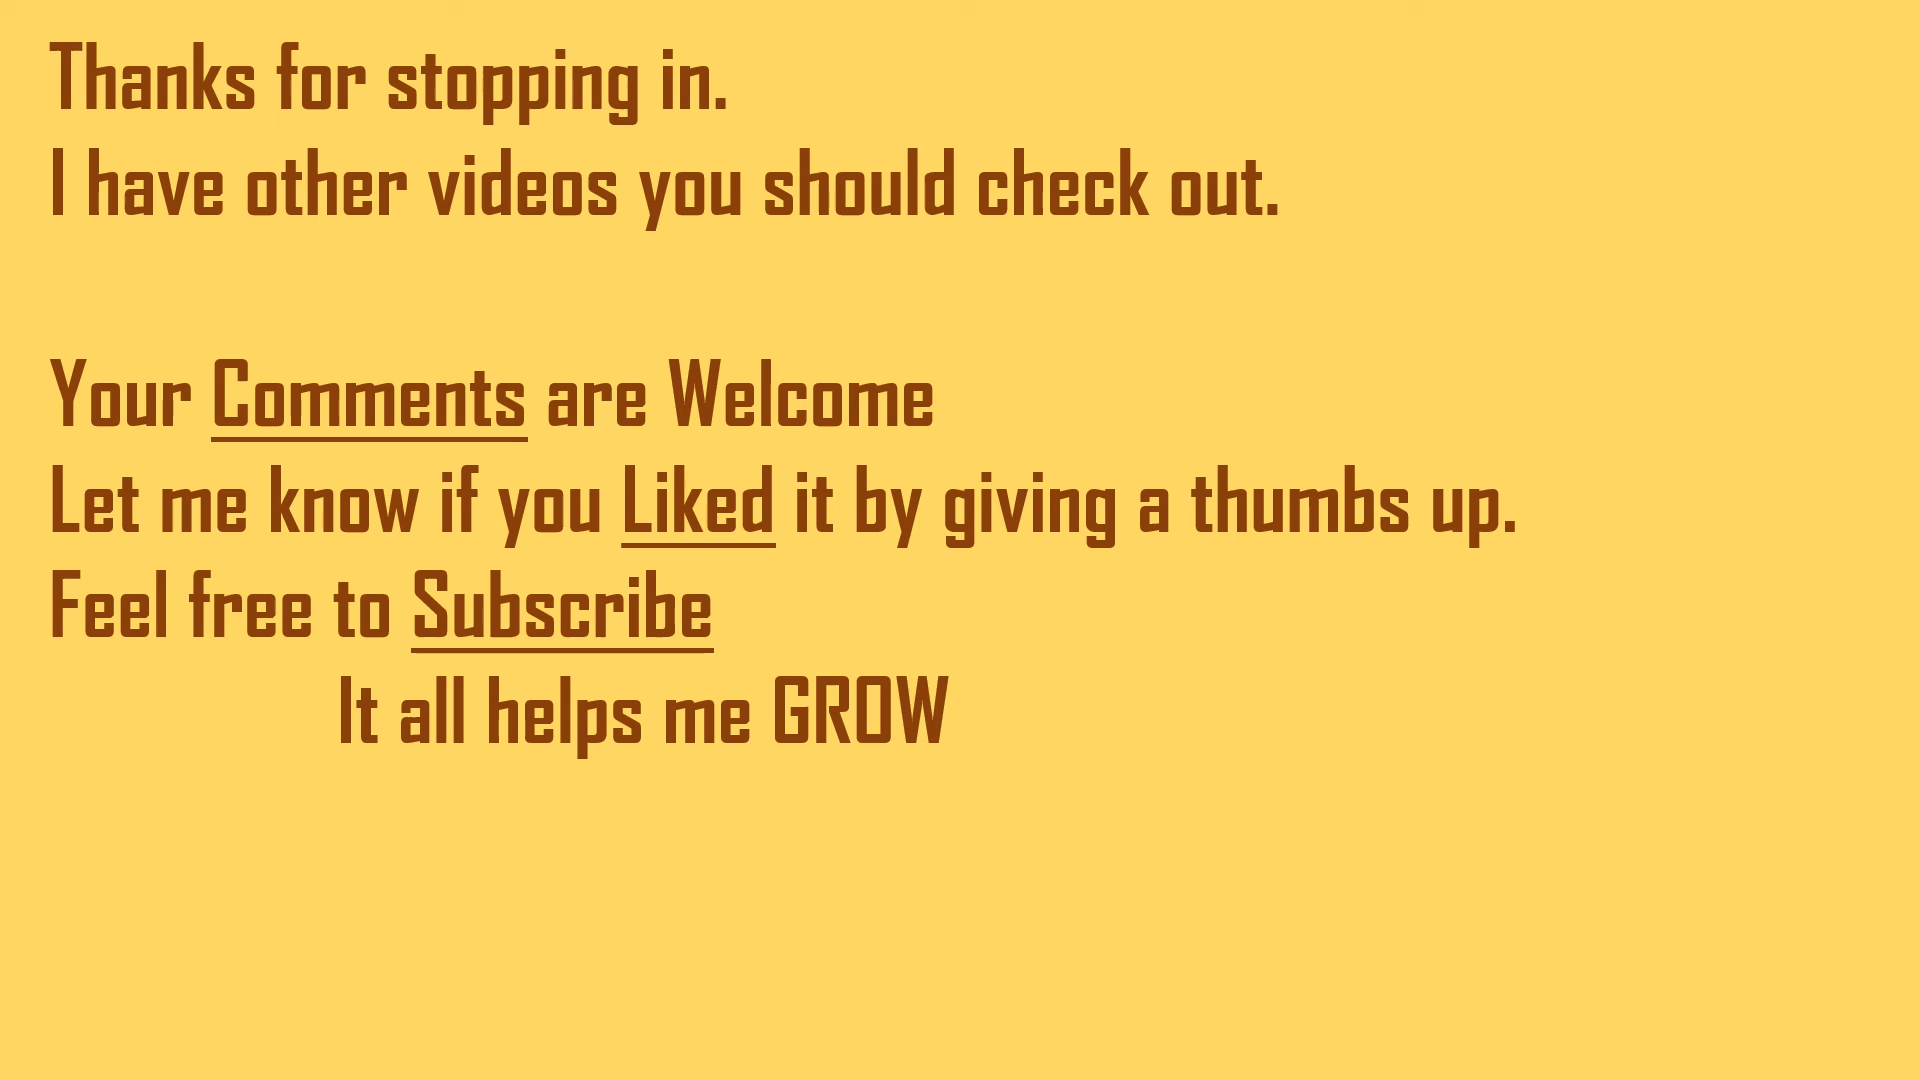 Thanks for stopping in.
I have other videos you should check out.
Your Comments are Welcome
Let me know if you Liked it by giving a thumbs up.
Feel free to Subscribe
It all helps me GROW